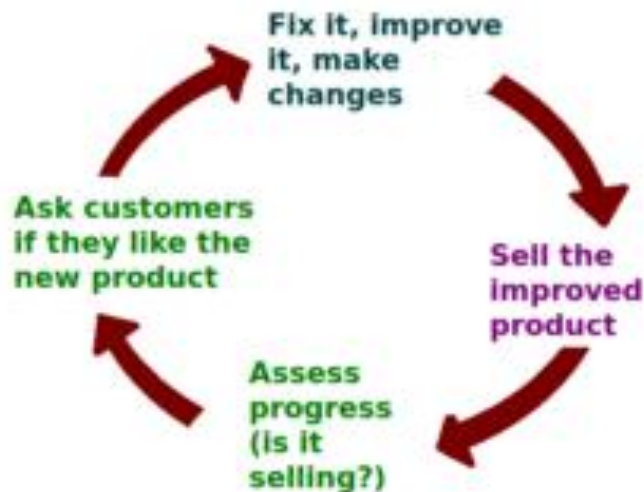 Fix it, improve
it, make
changes
Sell the
improved
product
Assess
progress
(is it
selling?)
Ask customers
if they like the
new product